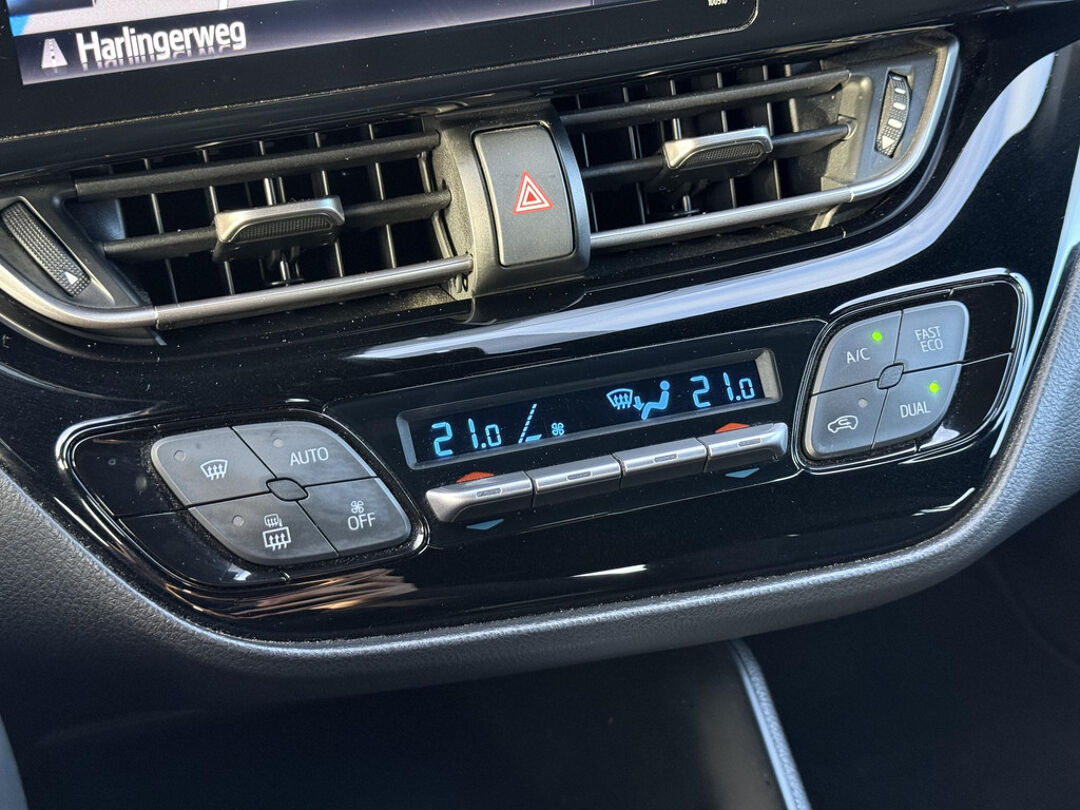 Harlingerweg
A/C
FAST
ECO
DUAL
21.0
21.0
AUTO
OFF